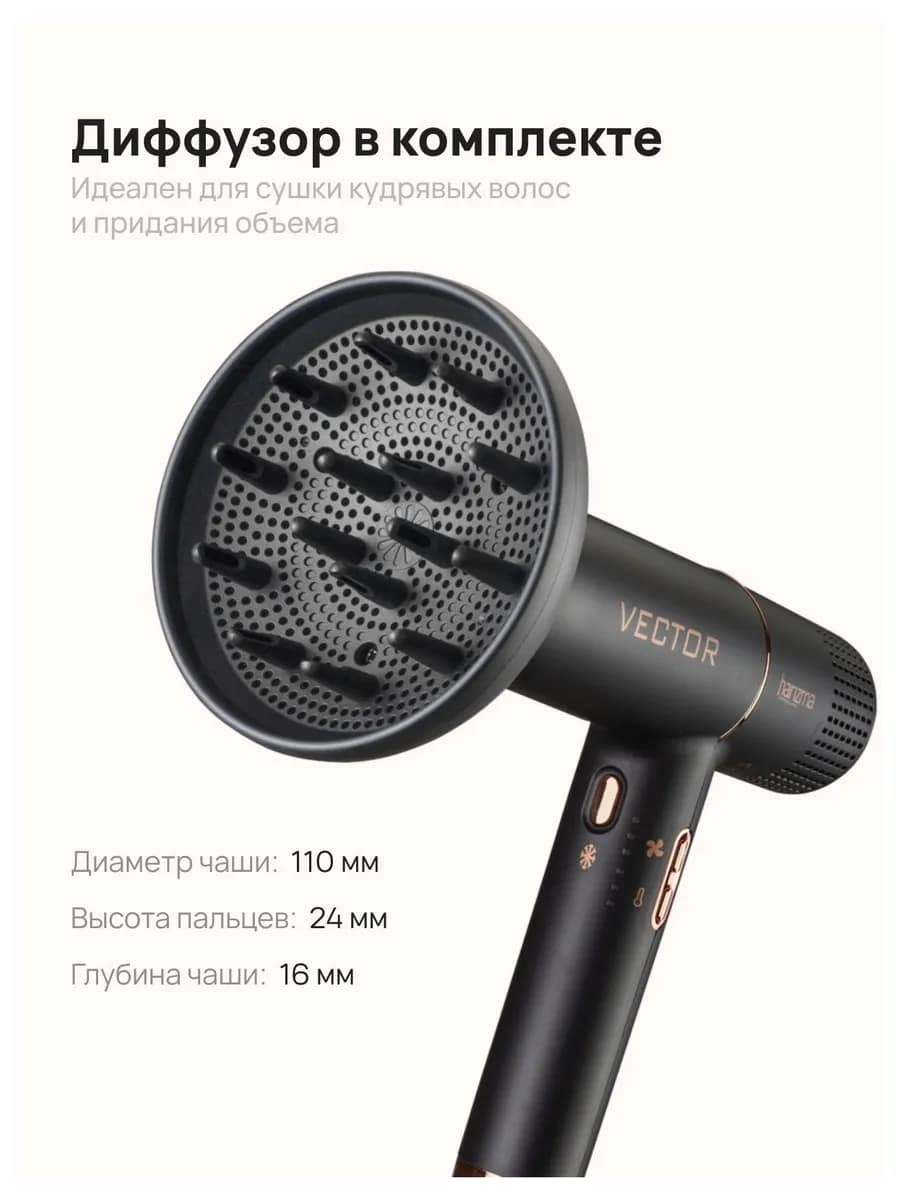 Диффузор в комплекте
Идеален для сушки кудрявых волос
и придания объема
VECTOR
harizma
Диаметр чаши: 110 мм
Высота пальцев: 24 мм
Глубина чаши: 16 мм